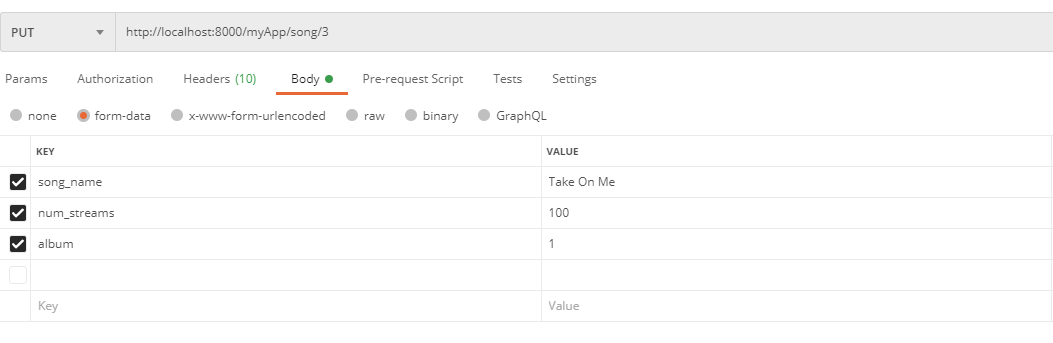 PUT http://localhost:8000/myApp/song/3
Params Authorization Headers (10) Body Pre-request Script Tests Settings
none form-data x-www-form-urlencoded raw binary GraphQL
KEY VALUE
song_name Take On Me
num_streams 100
album 1
Key Value